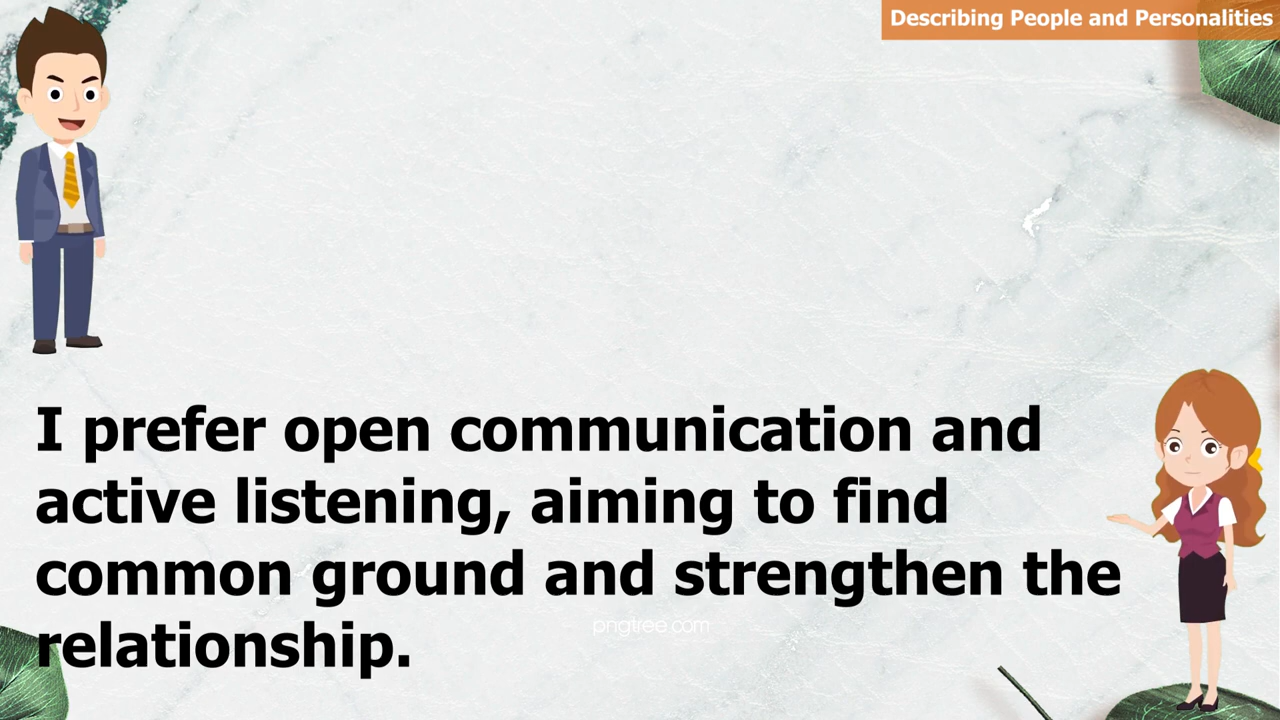 Describing People and Personalities
I prefer open communication and
active listening, aiming to find
common ground and strengthen the
relationship.
pngtree.com